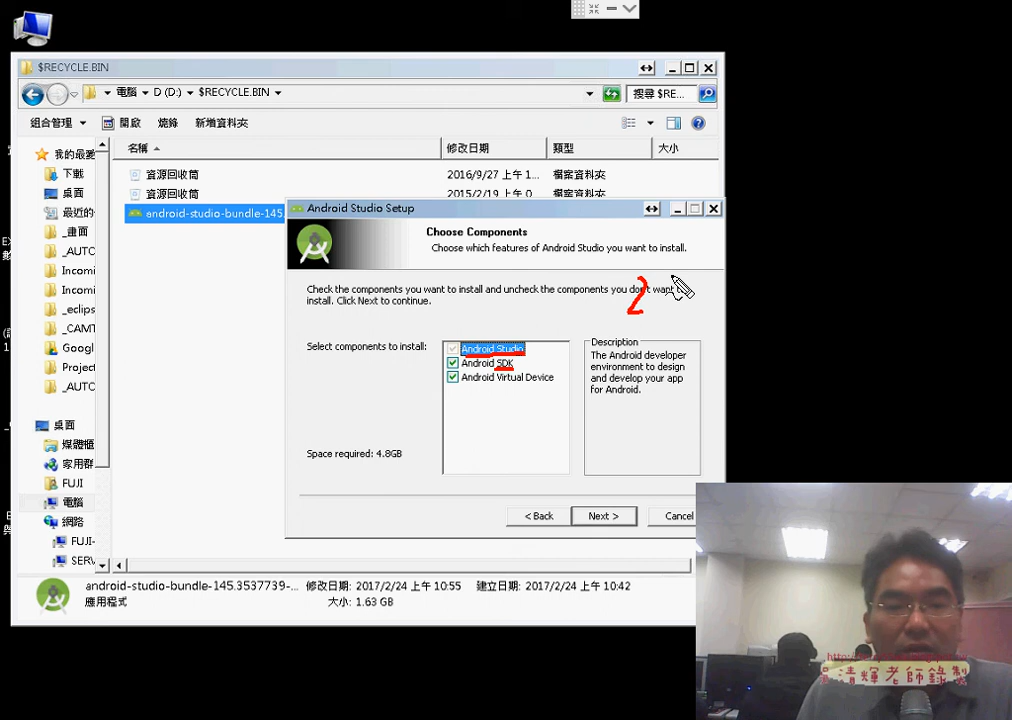 $RECYCLE.BIN
電腦 D (D:) $RECYCLE.BIN
搜尋 $RE...
組合管理 開啟 燒錄 新增資料夾
名稱 修改日期 類型 大小
我的最愛
下載
桌面
最近的
_畫面
_AUTO
Incomi
Incomi
_eclips
_CAMT
Googl
Project
_AUTO
桌面
媒體櫃
家用群
FUJI
電腦
網路
FUJI-
SERV
資源回收筒 2016/9/27 上午 1... 檔案資料夾
資源回收筒 2015/2/19 上午 0... 檔案資料夾
android-studio-bundle-145.
Android Studio Setup
Choose Components
Choose which features of Android Studio you want to install.
Check the components you want to install and uncheck the components you don't want to
install. Click Next to continue.
2
Select components to install:
Android Studio
Android SDK
Android Virtual Device
Description
The Android developer
environment to design
and develop your app
for Android.
Space required: 4.8GB
< Back Next > Cancel
android-studio-bundle-145.3537739-... 修改日期: 2017/2/24 上午 10:55 建立日期: 2017/2/24 上午 10:42
應用程式 大小: 1.63 GB
清輝老師錄製